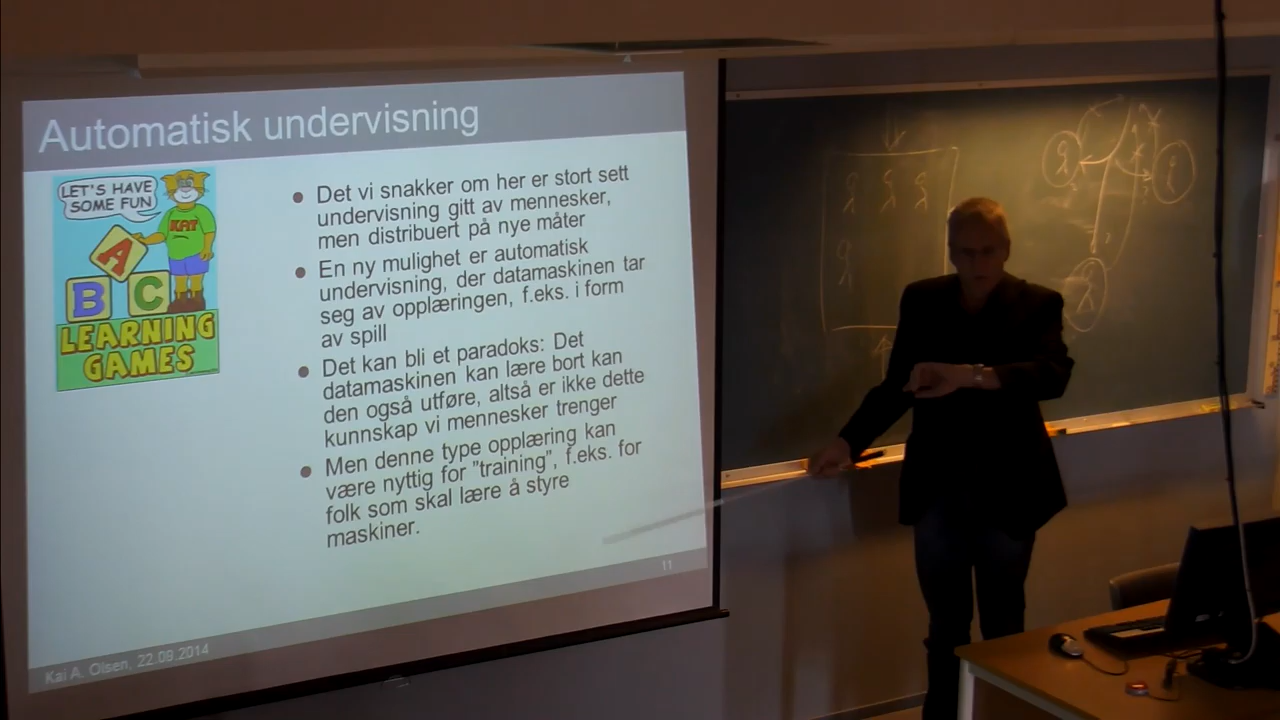 Automatisk undervisning
LET'S HAVE
SOME FUN
KAT
A
B C
LEARNING
GAMES
Det vi snakker om her er stort sett
undervisning gitt av mennesker,
men distribuert på nye måter
En ny mulighet er automatisk
undervisning, der datamaskinen tar
seg av opplæringen, f.eks. i form
av spill
Det kan bli et paradoks: Det
datamaskinen kan lære bort kan
den også utføre, altså er ikke dette
kunnskap vi mennesker trenger
Men denne type opplæring kan
være nyttig for "training", f.eks. for
folk som skal lære å styre
maskiner.
11
Kai A. Olsen, 22.09.2014